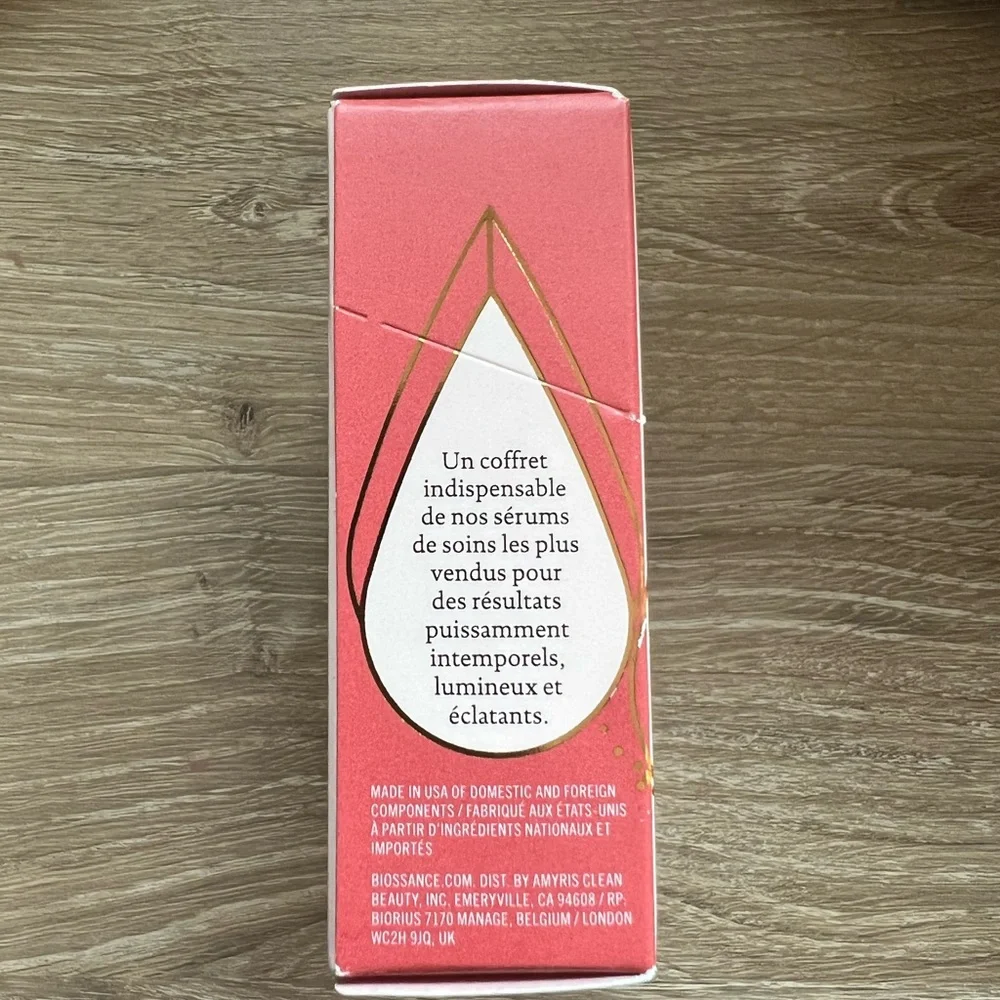 Un coffret
indispensable
de nos sérums
de soins les plus
vendus pour
des résultats
puissamment
intemporels,
lumineux et
éclatants.
MADE IN USA OF DOMESTIC AND FOREIGN
COMPONENTS / FABRIQUÉ AUX ÉTATS-UNIS
À PARTIR D'INGRÉDIENTS NATIONAUX ET
IMPORTÉS
BIOSSANCE.COM. DIST. BY AMYRIS CLEAN
BEAUTY, INC. EMERYVILLE, CA 94608 / RP:
BIORIUS 7170 MANAGE, BELGIUM / LONDON
WC2H 9JQ, UK